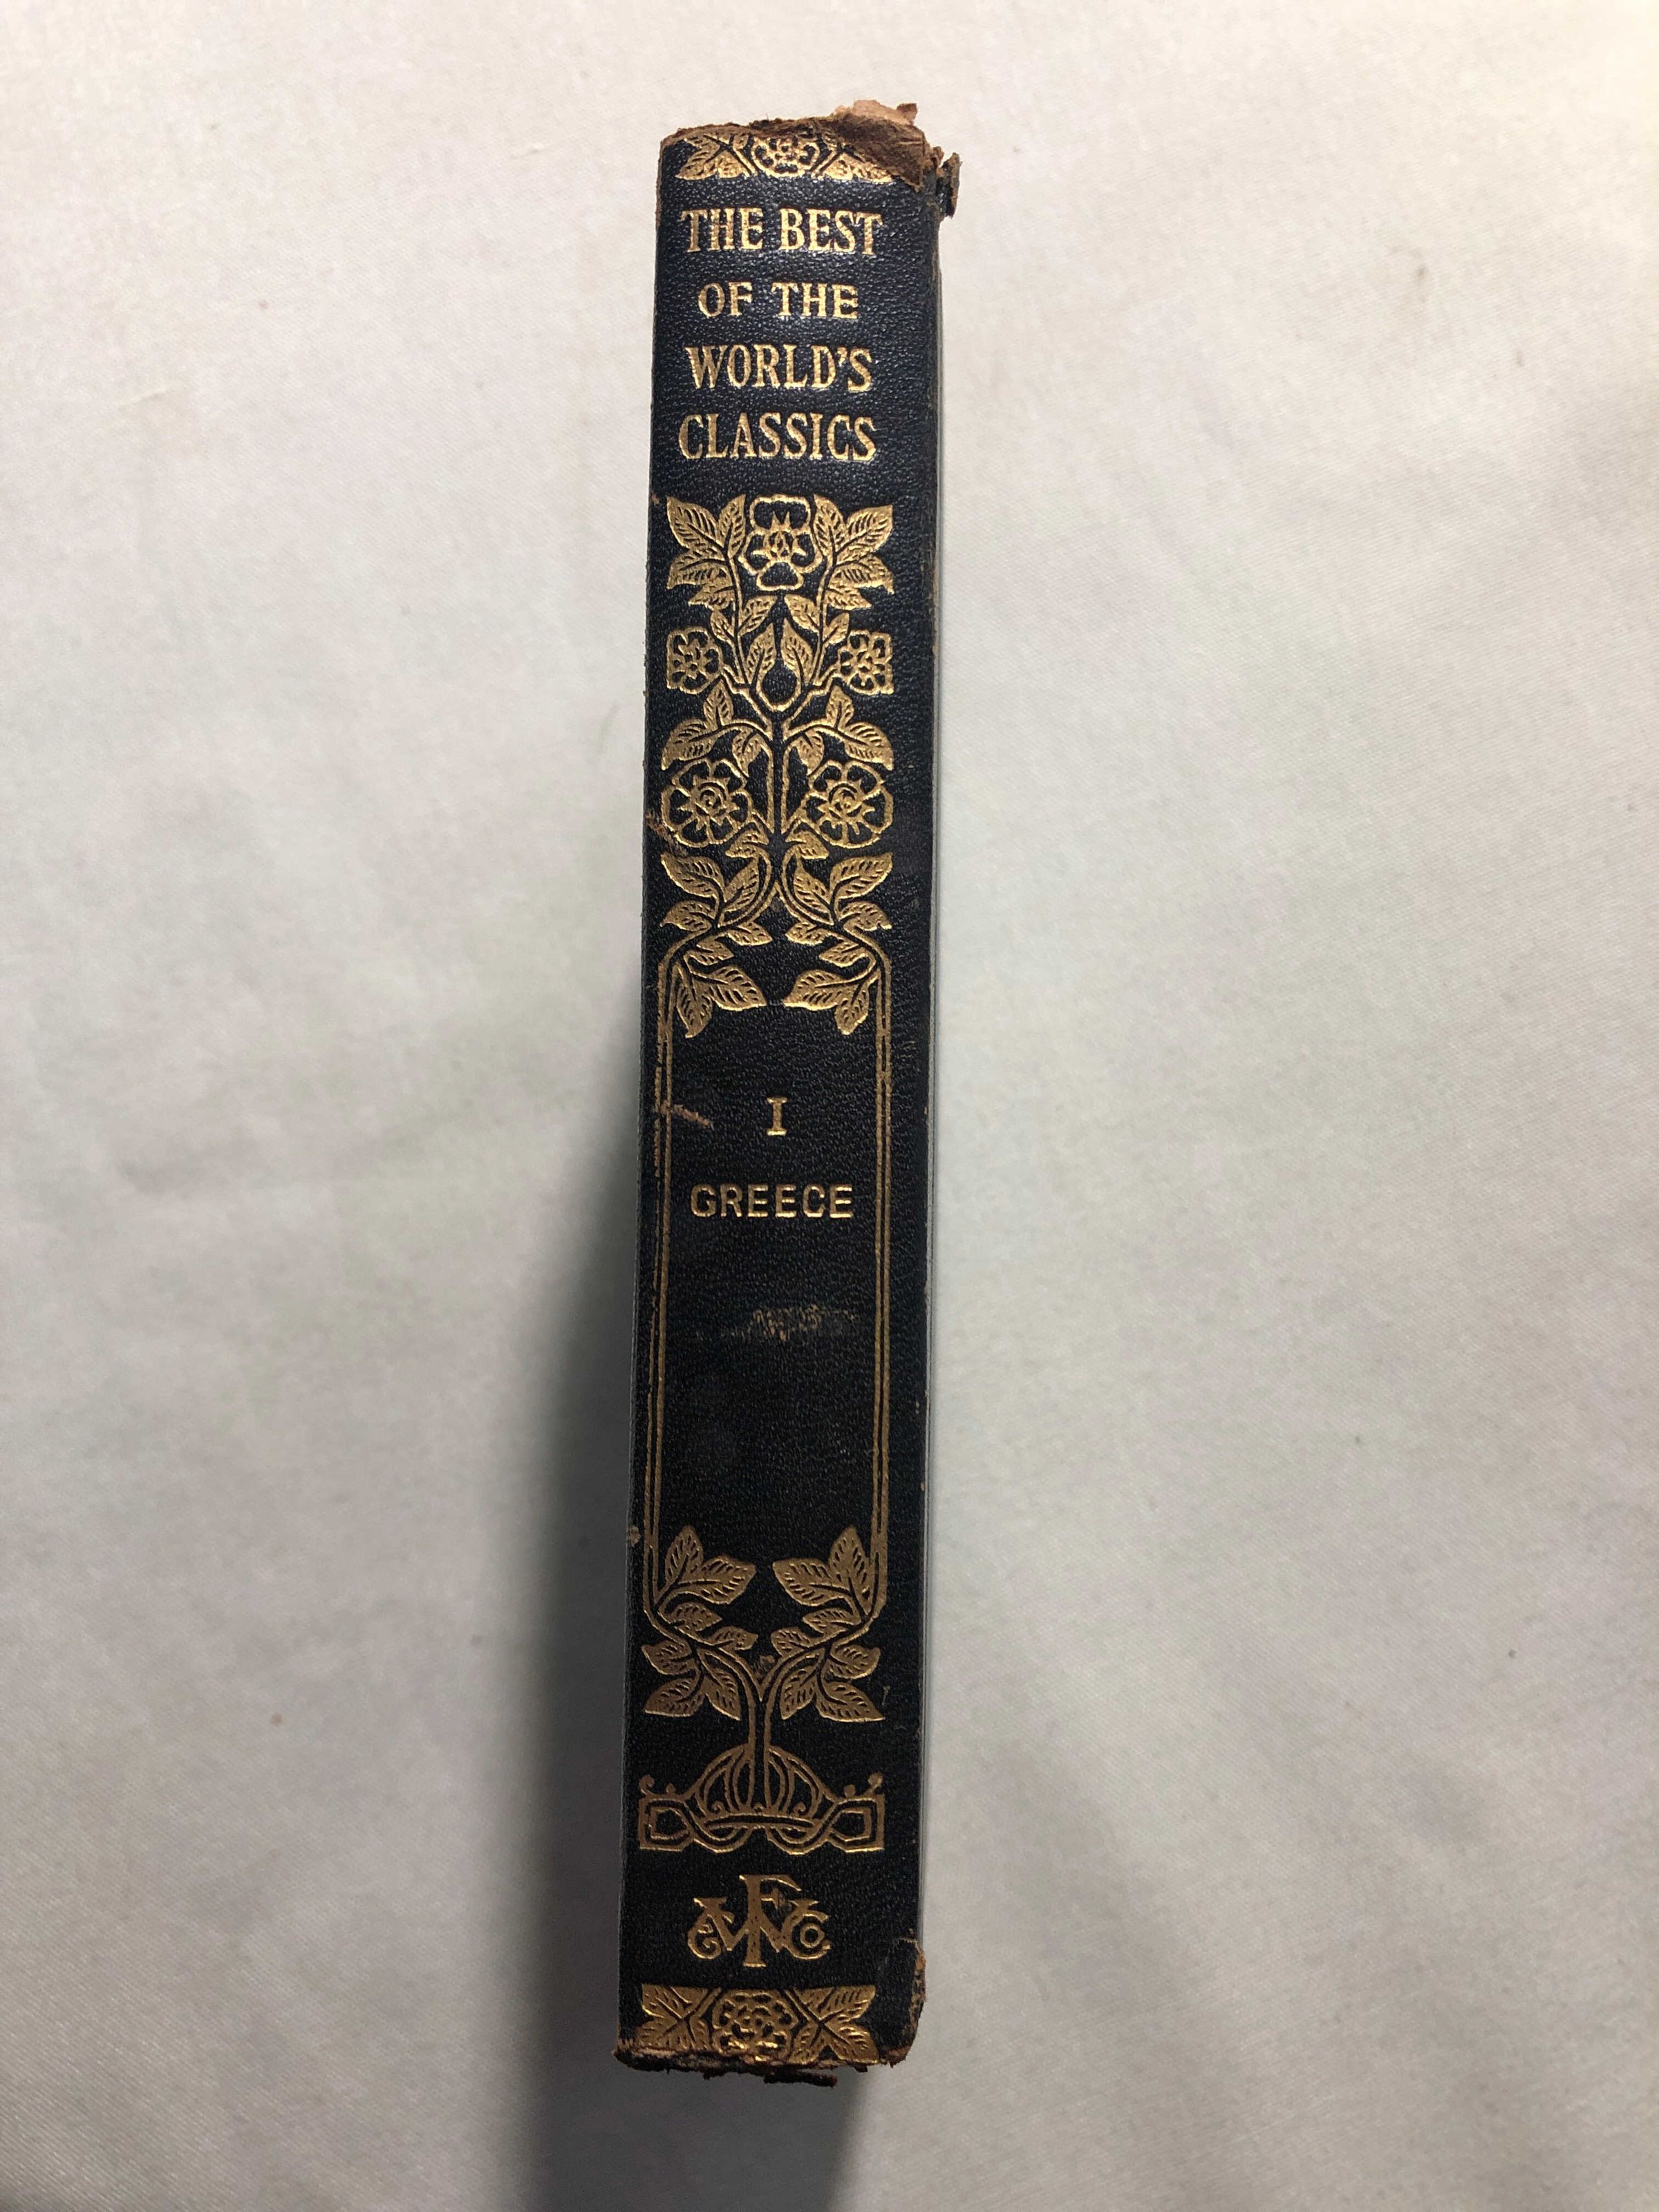 THE BEST
OF THE
WORLD'S
CLASSICS
I
GREECE